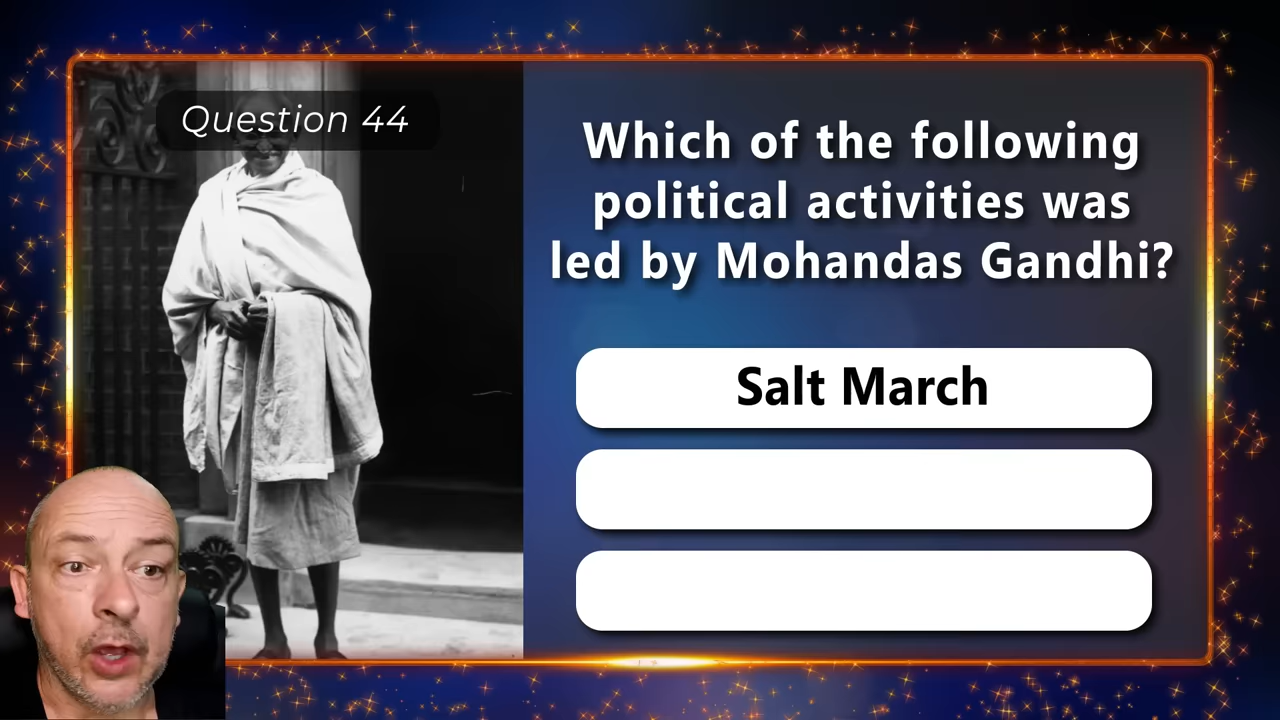 Question 44
Which of the following
political activities was
led by Mohandas Gandhi?
Salt March